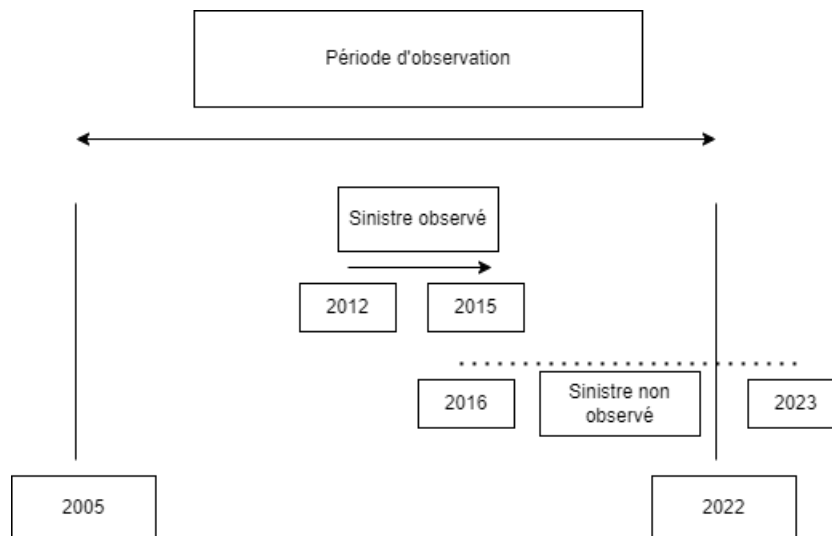 Période d'observation
Sinistre observé
2012
2015
2016
Sinistre non
observé
2023
2005
2022